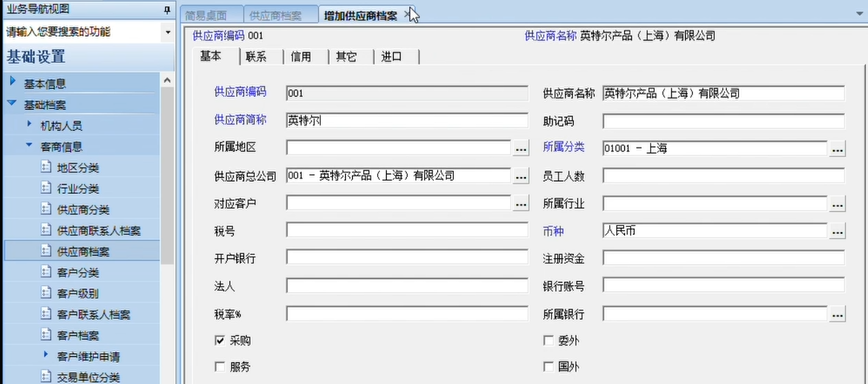 业务导航视图
请输入您要搜索的功能
基础设置
基本信息
基础档案
机构人员
客商信息
地区分类
行业分类
供应商分类
供应商联系人档案
供应商档案
客户分类
客户级别
客户联系人档案
客户档案
客户维护申请
交易单位分类
简易桌面 供应商档案 增加供应商档案
供应商编码 001 供应商名称 英特尔产品（上海）有限公司
基本 联系 信用 其它 进口
供应商编码 001 供应商名称 英特尔产品（上海）有限公司
供应商简称 英特尔 助记码
所属地区 ... 所属分类 01001 - 上海 ...
供应商总公司 001 - 英特尔产品（上海）有限公司 ... 员工人数
对应客户 ... 所属行业 ...
税号 币种 人民币 ...
开户银行 注册资金
法人 银行账号
税率% 所属银行 ...
采购 委外
服务 国外